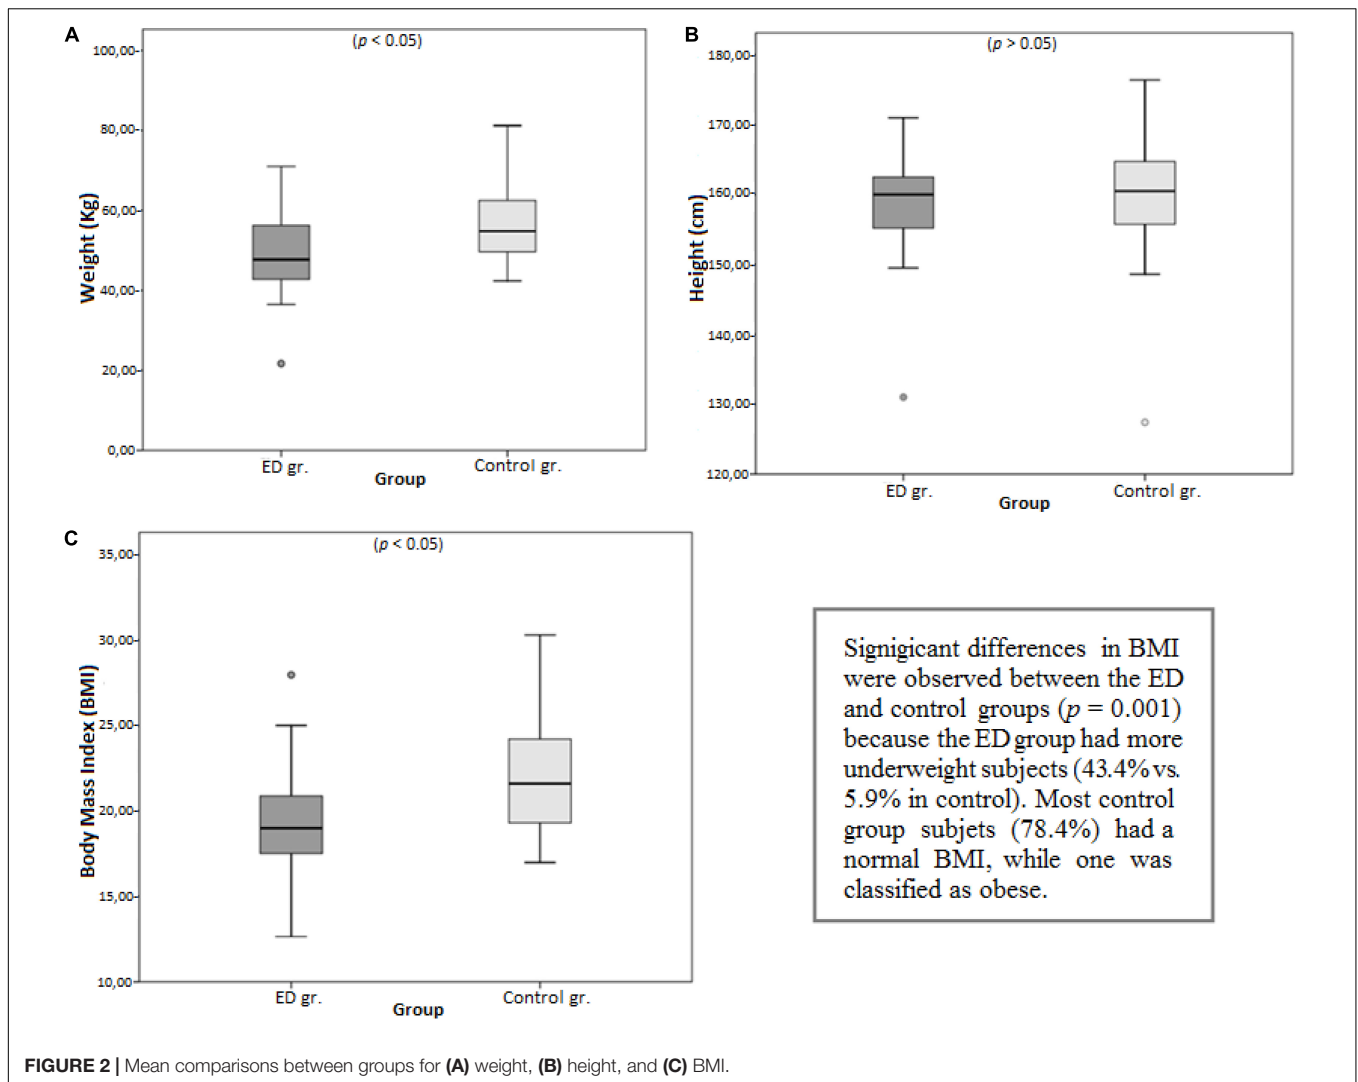 A
(p < 0.05)
100,00
80,00
60,00
40,00
20,00
0,00
Weight (Kg)
ED gr.
Control gr.
Group
B
(p > 0.05)
180,00
170,00
160,00
150,00
140,00
130,00
120,00
Height (cm)
ED gr.
Control gr.
Group
C
(p < 0.05)
35,00
30,00
25,00
20,00
15,00
10,00
Body Mass Index (BMI)
ED gr.
Control gr.
Group
Signigicant differences in BMI
were observed between the ED
and control groups (p = 0.001)
because the ED group had more
underweight subjects (43.4% vs.
5.9% in control). Most control
group subjets (78.4%) had a
normal BMI, while one was
classified as obese.
FIGURE 2 | Mean comparisons between groups for (A) weight, (B) height, and (C) BMI.